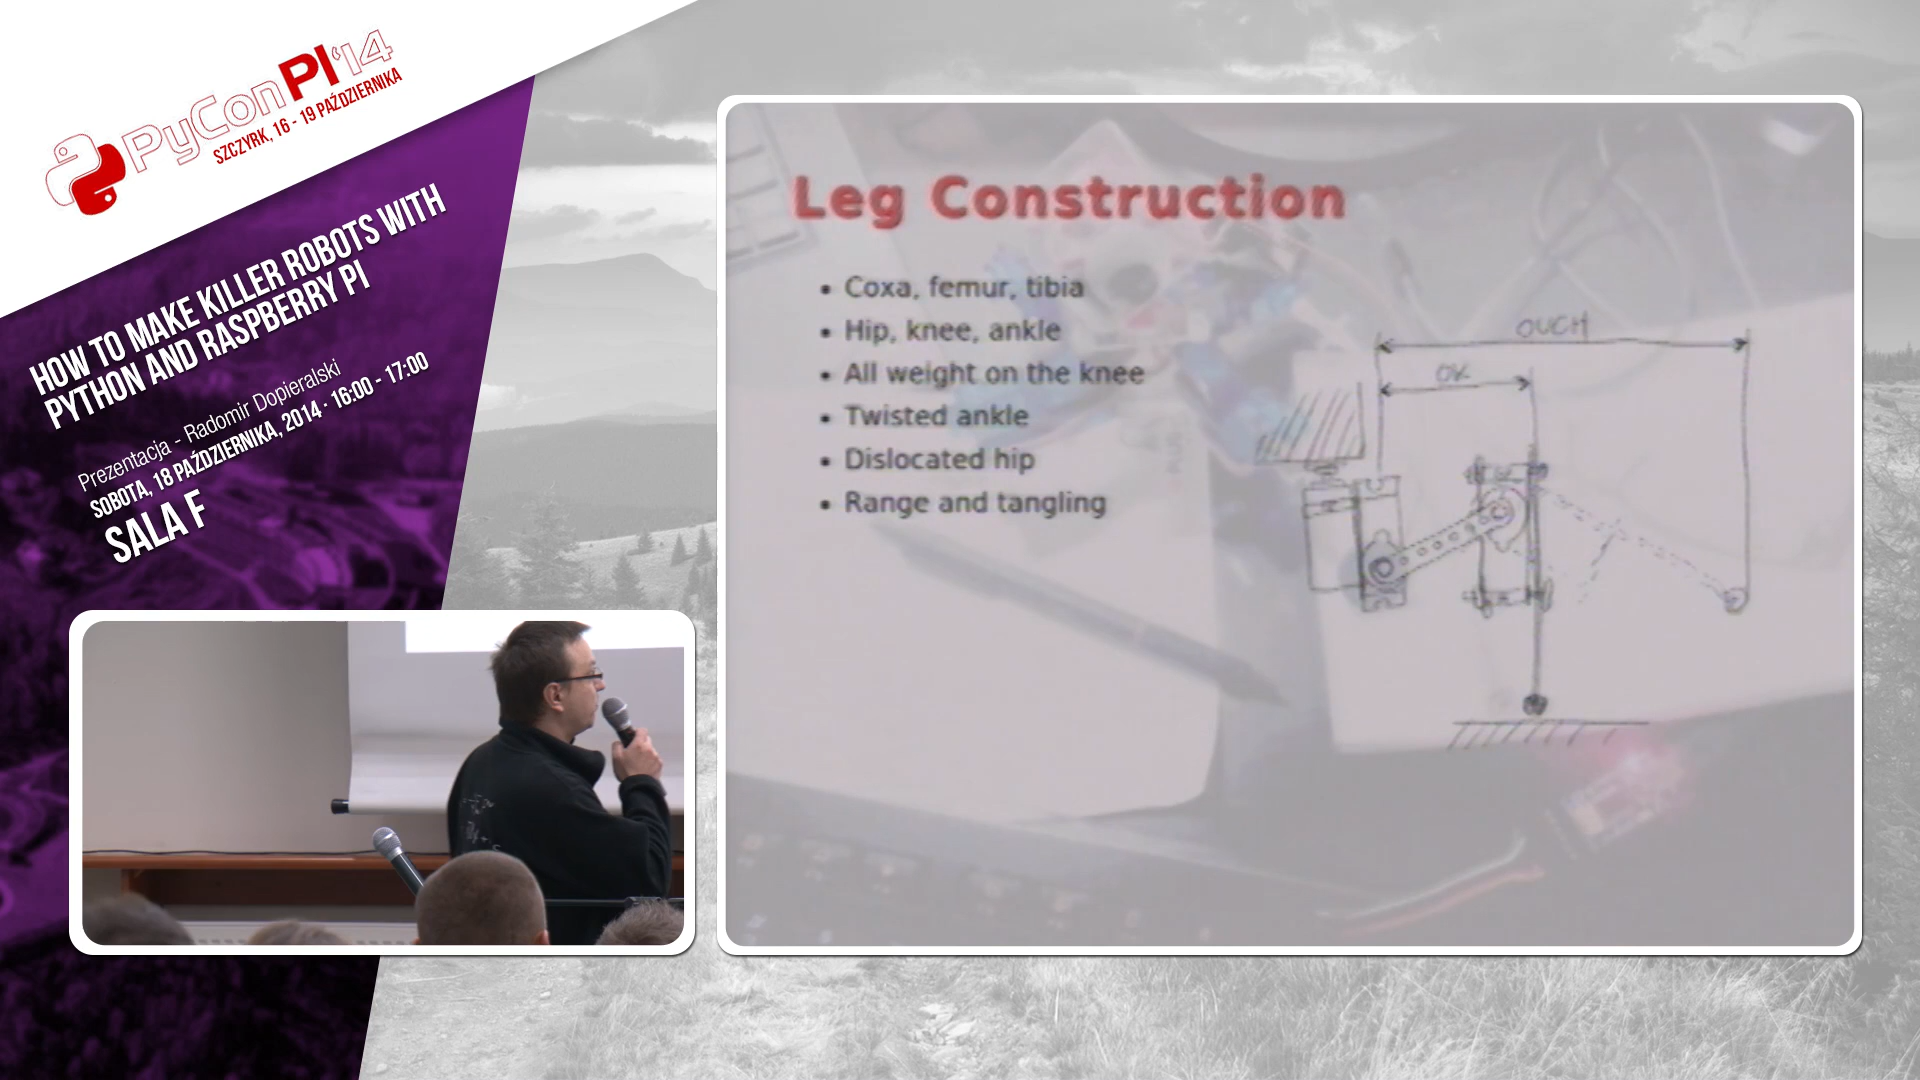 PyConPl'14
SZCZYRK, 16 - 19 PAŹDZIERNIKA
HOW TO MAKE KILLER ROBOTS WITH
PYTHON AND RASPBERRY PI
Prezentacja - Radomir Dopieralski
SOBOTA, 18 PAŹDZIERNIKA, 2014 · 16:00 - 17:00
SALA F
Leg Construction
• Coxa, femur, tibia
• Hip, knee, ankle
• All weight on the knee
• Twisted ankle
• Dislocated hip
• Range and tangling
OUCH
OK